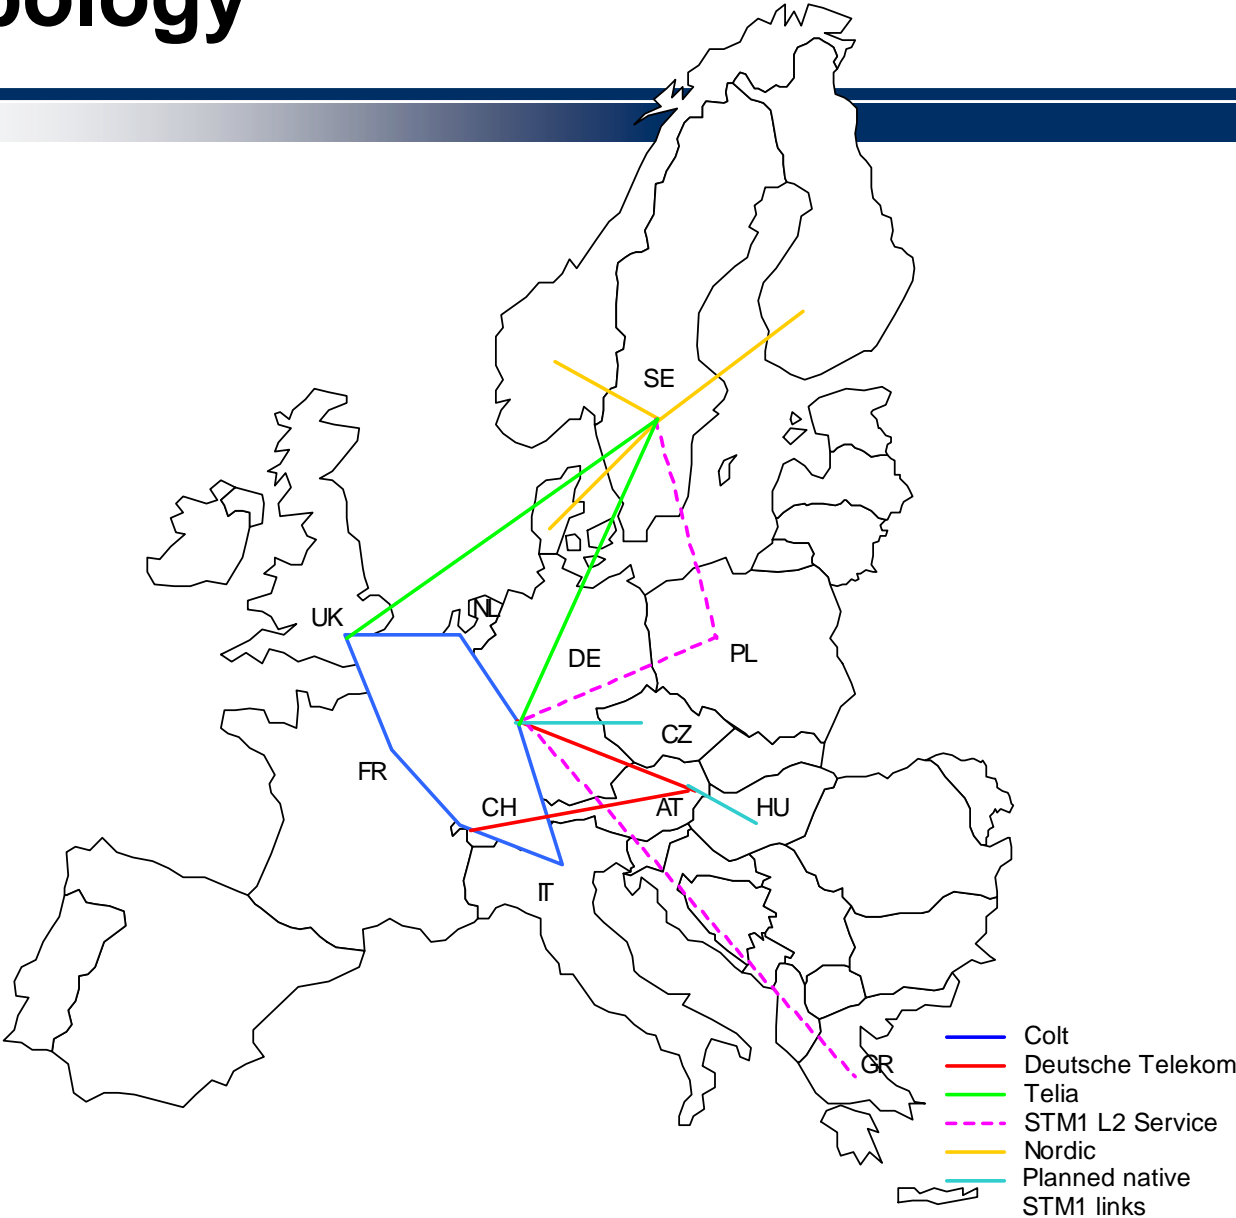 SE
UK
NL
DE
PL
CZ
FR
CH
AT
HU
IT
GR
Colt
Deutsche Telekom
Telia
STM1 L2 Service
Nordic
Planned native
STM1 links